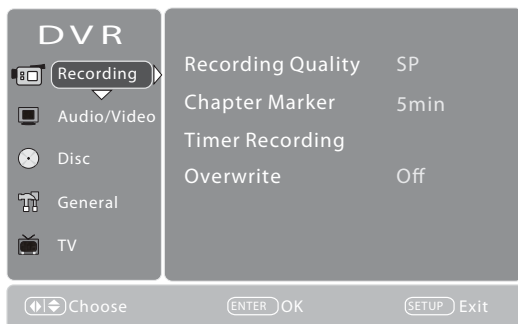 DVR
Recording
Audio/Video
Disc
General
TV
Recording Quality SP
Chapter Marker 5min
Timer Recording
Overwrite Off
Choose ENTER OK SETUP Exit